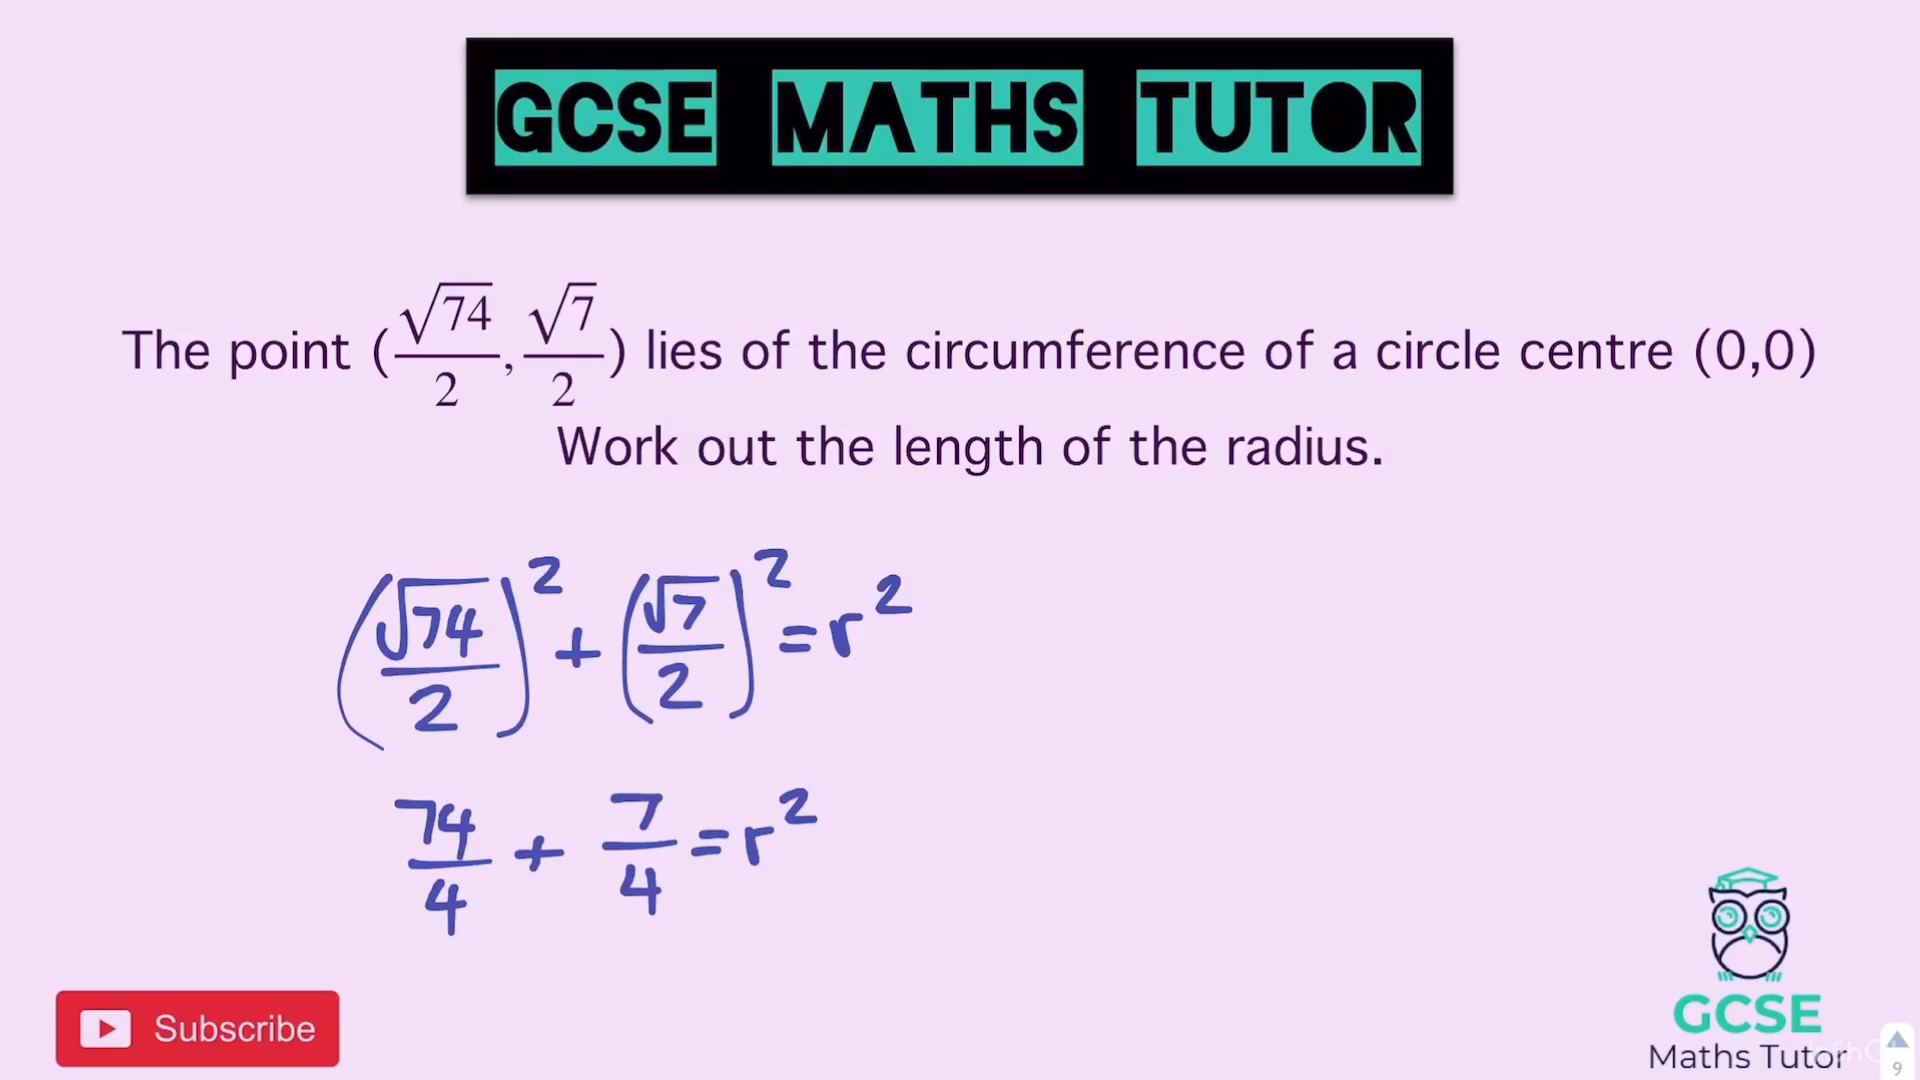 GCSE MATHS TUTOR
The point (√74/2, √7/2) lies of the circumference of a circle centre (0,0)
Work out the length of the radius.
(√74/2)² + (√7/2)² = r²
74/4 + 7/4 = r²
Subscribe
GCSE
Maths Tutor
9